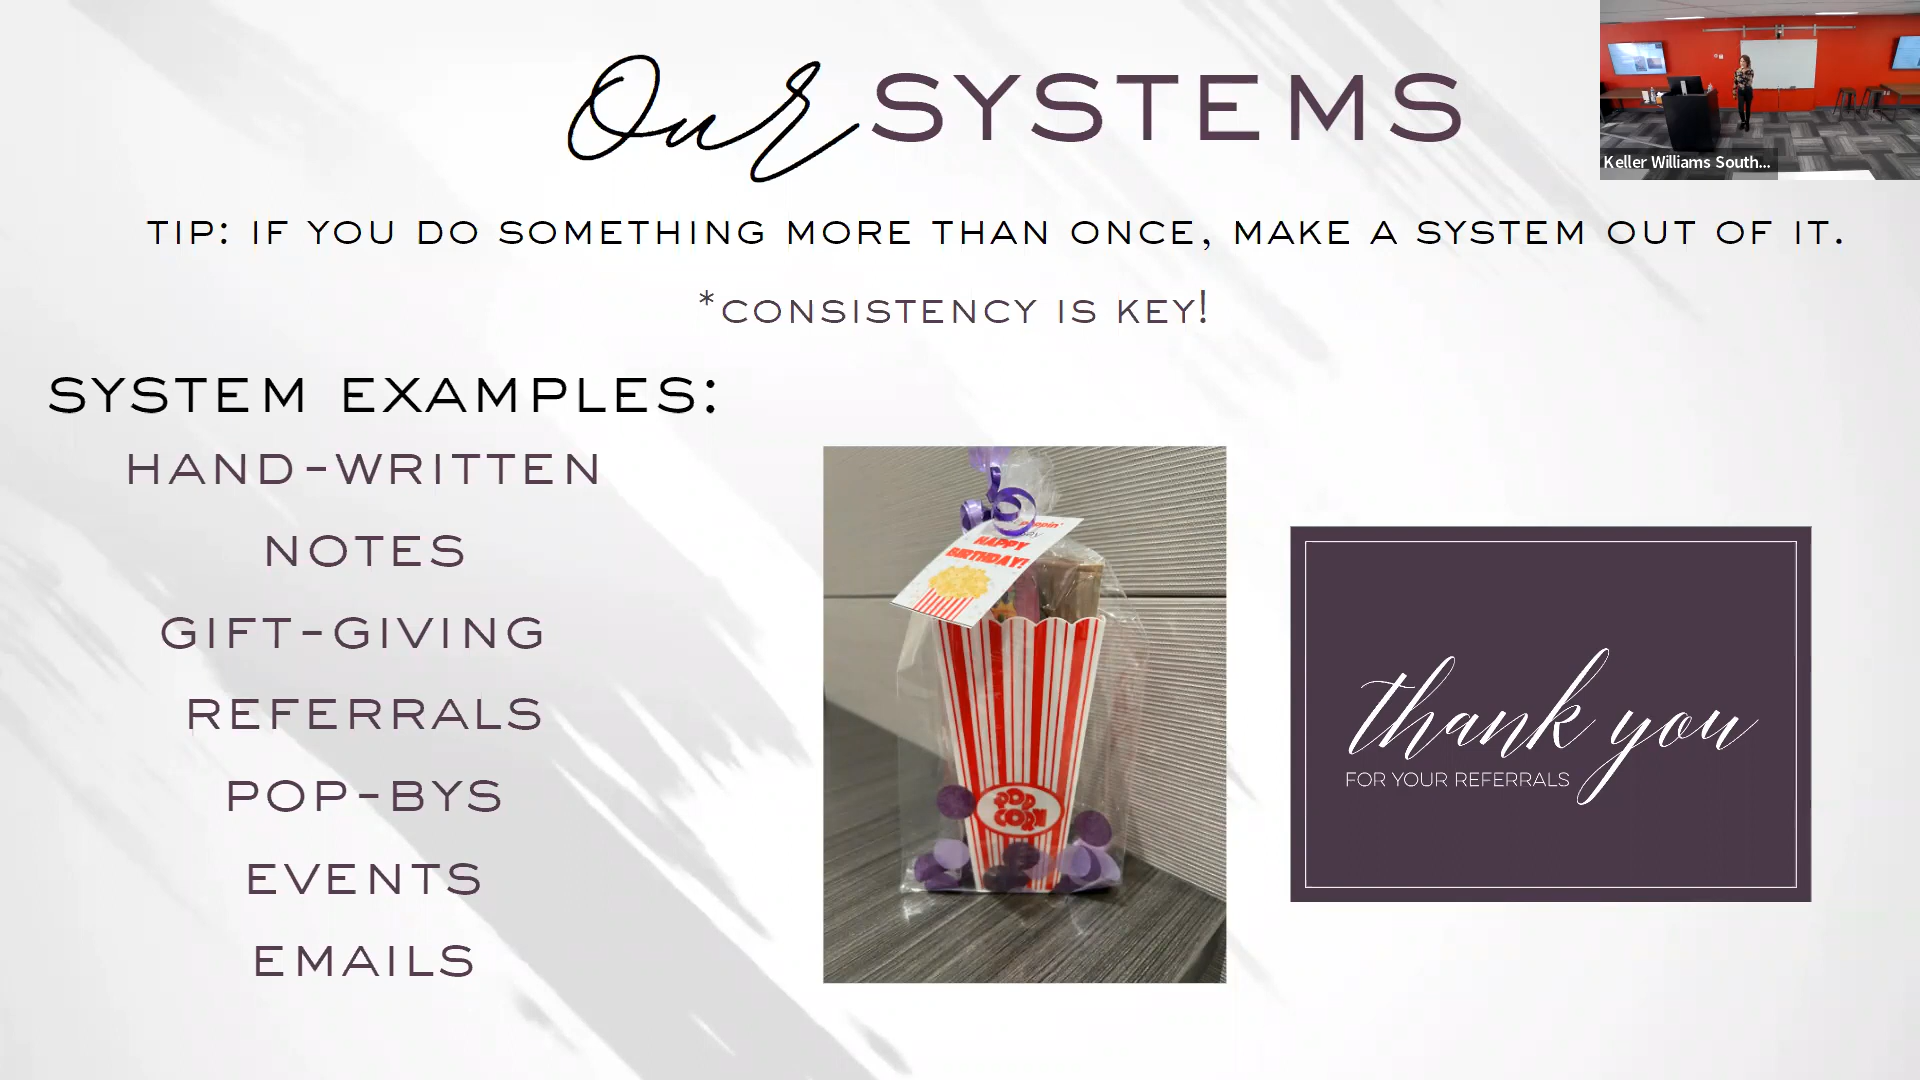 Our SYSTEMS
Keller Williams South...
TIP: IF YOU DO SOMETHING MORE THAN ONCE, MAKE A SYSTEM OUT OF IT.
*CONSISTENCY IS KEY!
SYSTEM EXAMPLES:
HAND-WRITTEN
NOTES
GIFT-GIVING
REFERRALS
POP-BYS
EVENTS
EMAILS
poppin'
HAPPY
BIRTHDAY!
POP
CORN
thank you
FOR YOUR REFERRALS